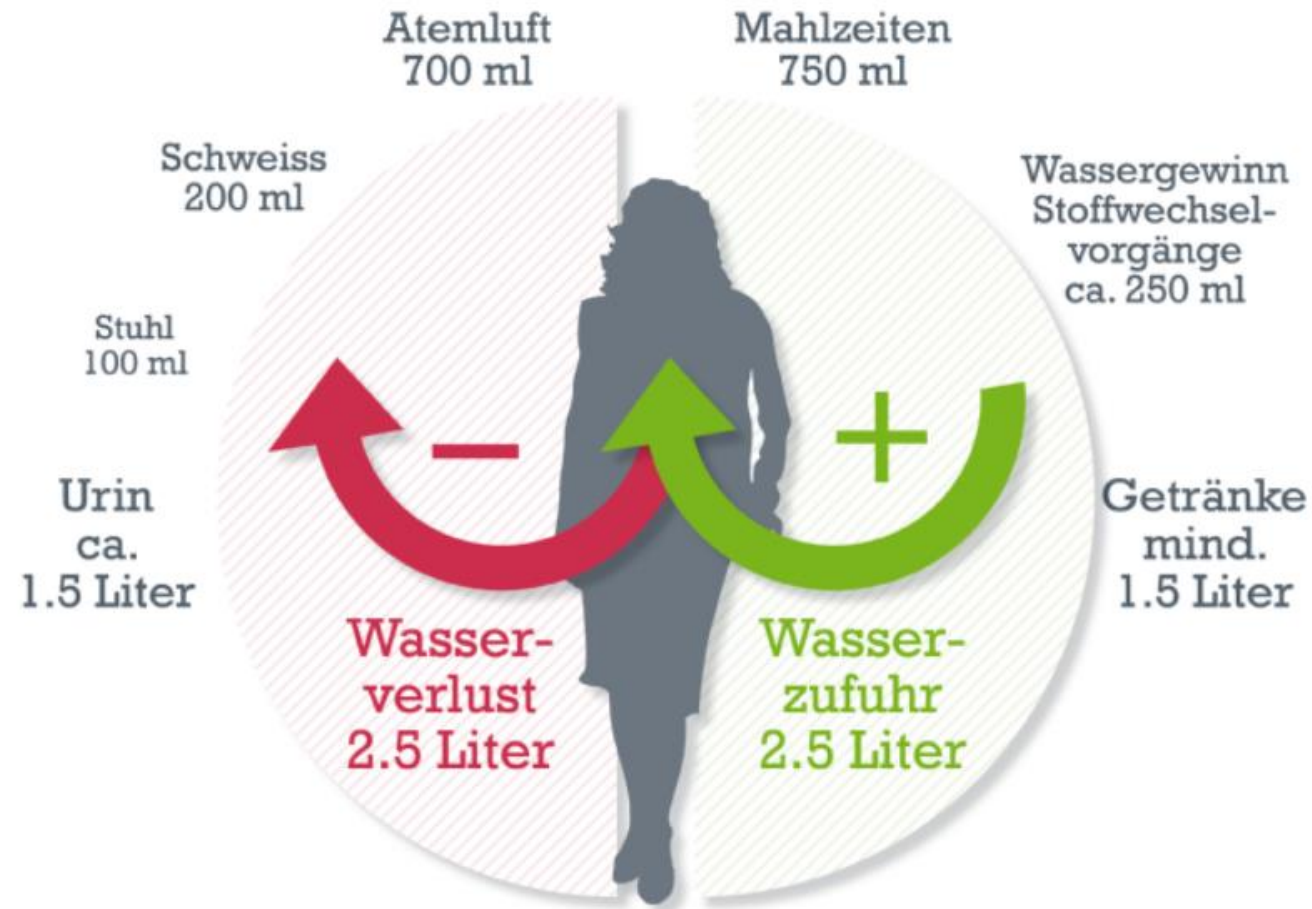 Atemluft
700 ml
Mahlzeiten
750 ml
Schweiss
200 ml
Wassergewinn
Stoffwechsel-
vorgänge
ca. 250 ml
Stuhl
100 ml
Urin
ca.
1.5 Liter
Getränke
mind.
1.5 Liter
Wasser-
verlust
2.5 Liter
Wasser-
zufuhr
2.5 Liter